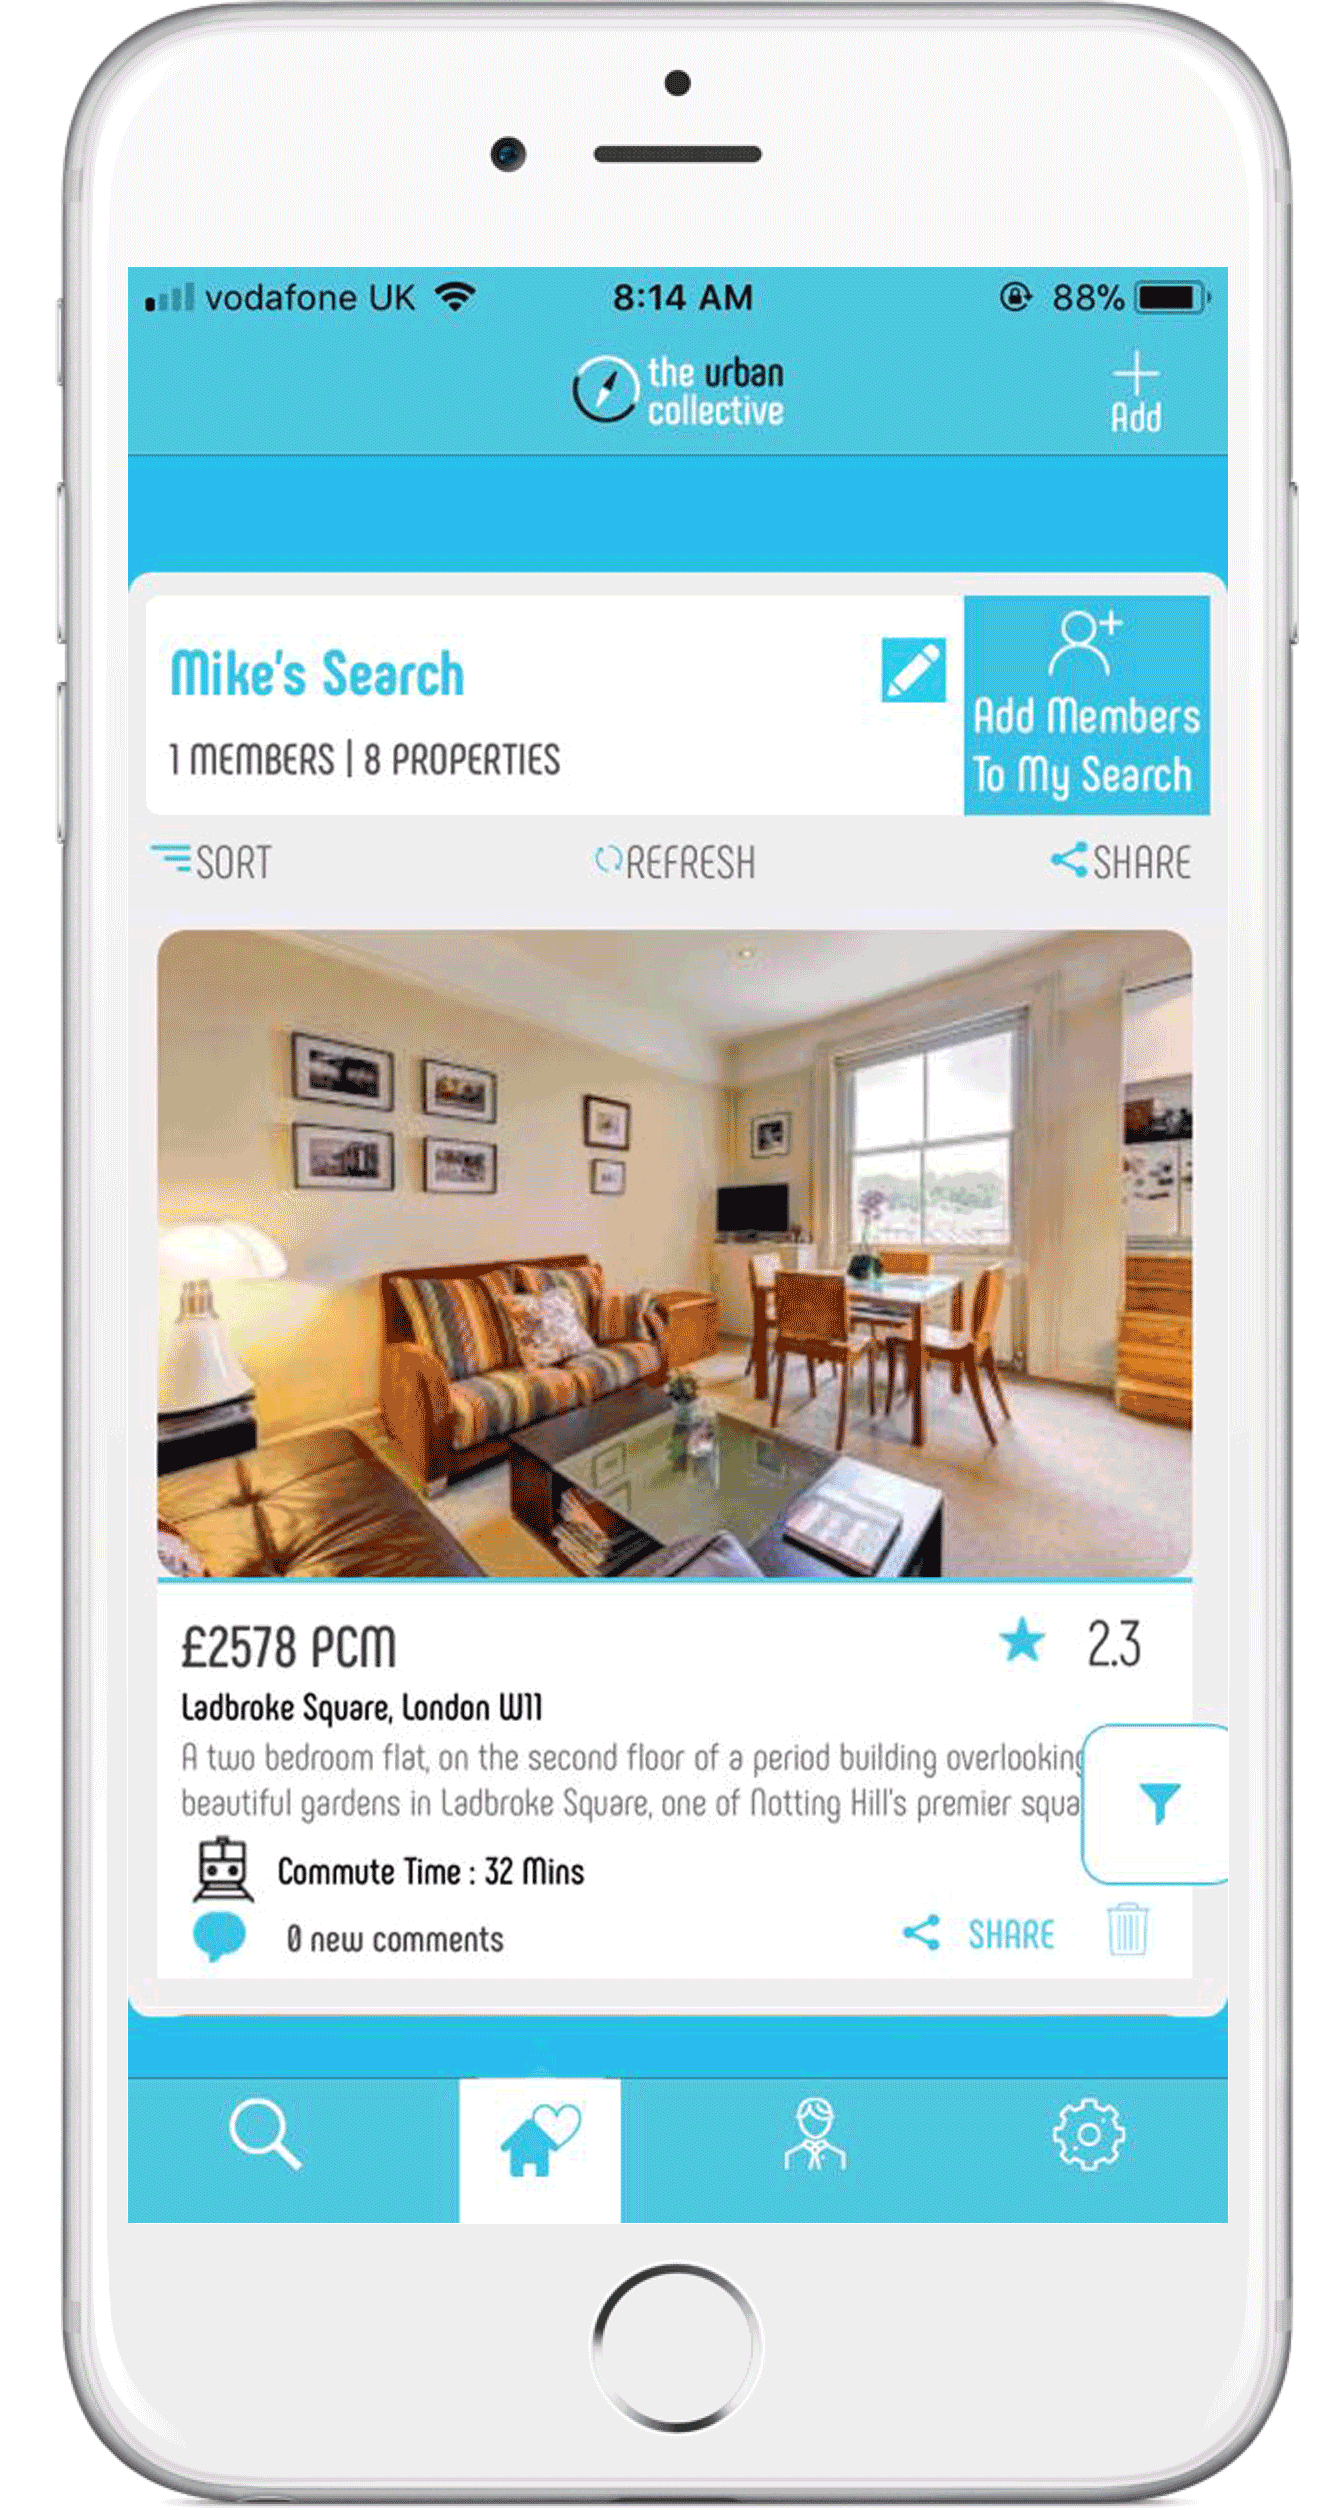 vodafone UK 8:14 AM 88%
the urban
collective
Add
Mike's Search
1 MEMBERS | 8 PROPERTIES
Add Members
To My Search
SORT REFRESH SHARE
£2578 PCM 2.3
Ladbroke Square, London W11
A two bedroom flat, on the second floor of a period building overlooking
beautiful gardens in Ladbroke Square, one of Notting Hill's premier squa
Commute Time : 32 Mins
0 new comments SHARE